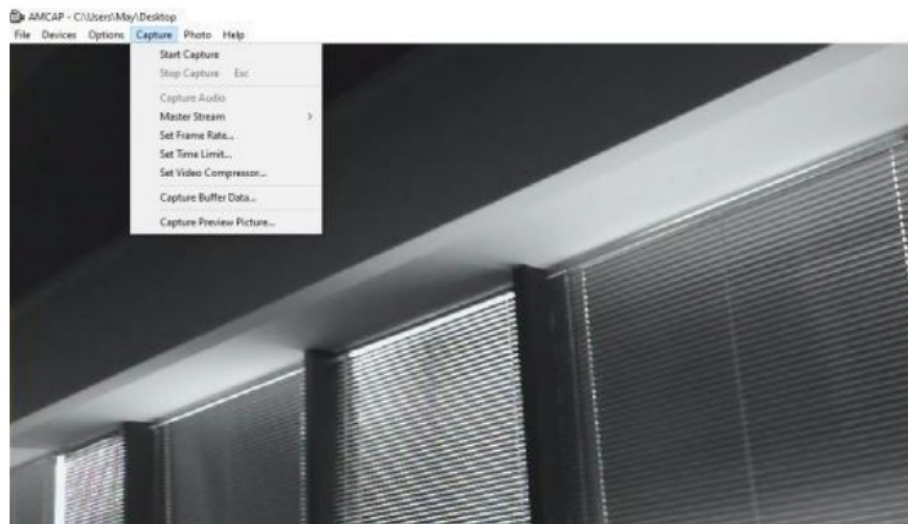 AMCAP - C:\Users\May\Desktop
File Devices Options Capture Photo Help
Start Capture
Stop Capture Esc
Capture Audio
Master Stream >
Set Frame Rate...
Set Time Limit...
Set Video Compressor...
Capture Buffer Data...
Capture Preview Picture...